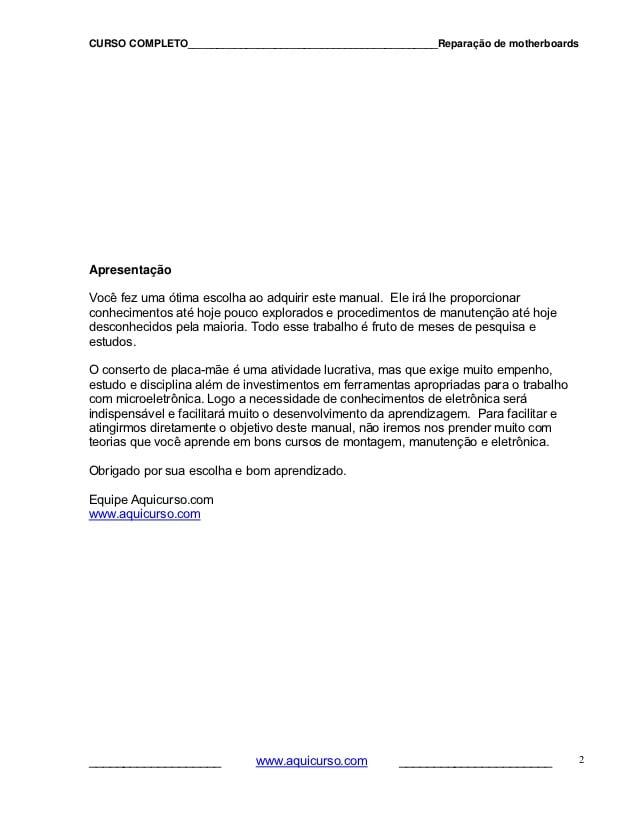 CURSO COMPLETO__________________________________________Reparação de motherboards
Apresentação
Você fez uma ótima escolha ao adquirir este manual. Ele irá lhe proporcionar
conhecimentos até hoje pouco explorados e procedimentos de manutenção até hoje
desconhecidos pela maioria. Todo esse trabalho é fruto de meses de pesquisa e
estudos.
O conserto de placa-mãe é uma atividade lucrativa, mas que exige muito empenho,
estudo e disciplina além de investimentos em ferramentas apropriadas para o trabalho
com microeletrônica. Logo a necessidade de conhecimentos de eletrônica será
indispensável e facilitará muito o desenvolvimento da aprendizagem. Para facilitar e
atingirmos diretamente o objetivo deste manual, não iremos nos prender muito com
teorias que você aprende em bons cursos de montagem, manutenção e eletrônica.
Obrigado por sua escolha e bom aprendizado.
Equipe Aquicurso.com
www.aquicurso.com
___________________ www.aquicurso.com ______________________ 2